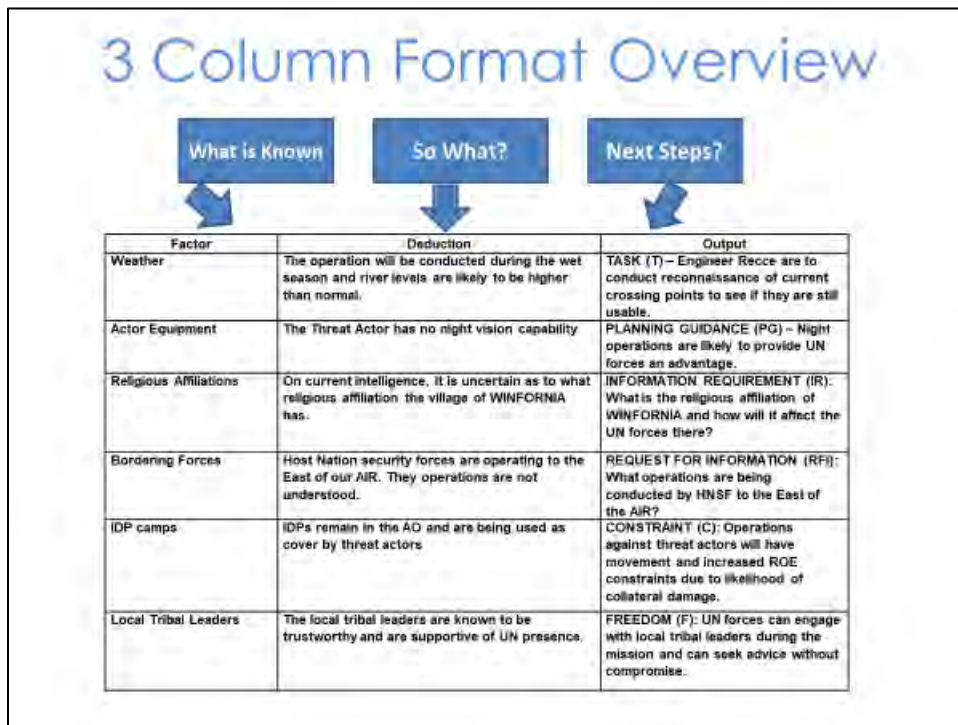 3 Column Format Overview
What is Known
So What?
Next Steps?
Factor
Deduction
Output
Weather
The operation will be conducted during the wet
season and river levels are likely to be higher
than normal.
TASK (T) – Engineer Recce are to
conduct reconnaissance of current
crossing points to see if they are still
usable.
Actor Equipment
The Threat Actor has no night vision capability
PLANNING GUIDANCE (PG) – Night
operations are likely to provide UN
forces an advantage.
Religious Affiliations
On current intelligence, it is uncertain as to what
religious affiliation the village of WINFORNIA
has.
INFORMATION REQUIREMENT (IR):
What is the religious affiliation of
WINFORNIA and how will it affect the
UN forces there?
Bordering Forces
Host Nation security forces are operating to the
East of our AIR. They operations are not
understood.
REQUEST FOR INFORMATION (RFI):
What operations are being
conducted by HNSF to the East of
the AIR?
IDP camps
IDPs remain in the AO and are being used as
cover by threat actors
CONSTRAINT (C): Operations
against threat actors will have
movement and increased ROE
constraints due to likelihood of
collateral damage.
Local Tribal Leaders
The local tribal leaders are known to be
trustworthy and are supportive of UN presence.
FREEDOM (F): UN forces can engage
with local tribal leaders during the
mission and can seek advice without
compromise.